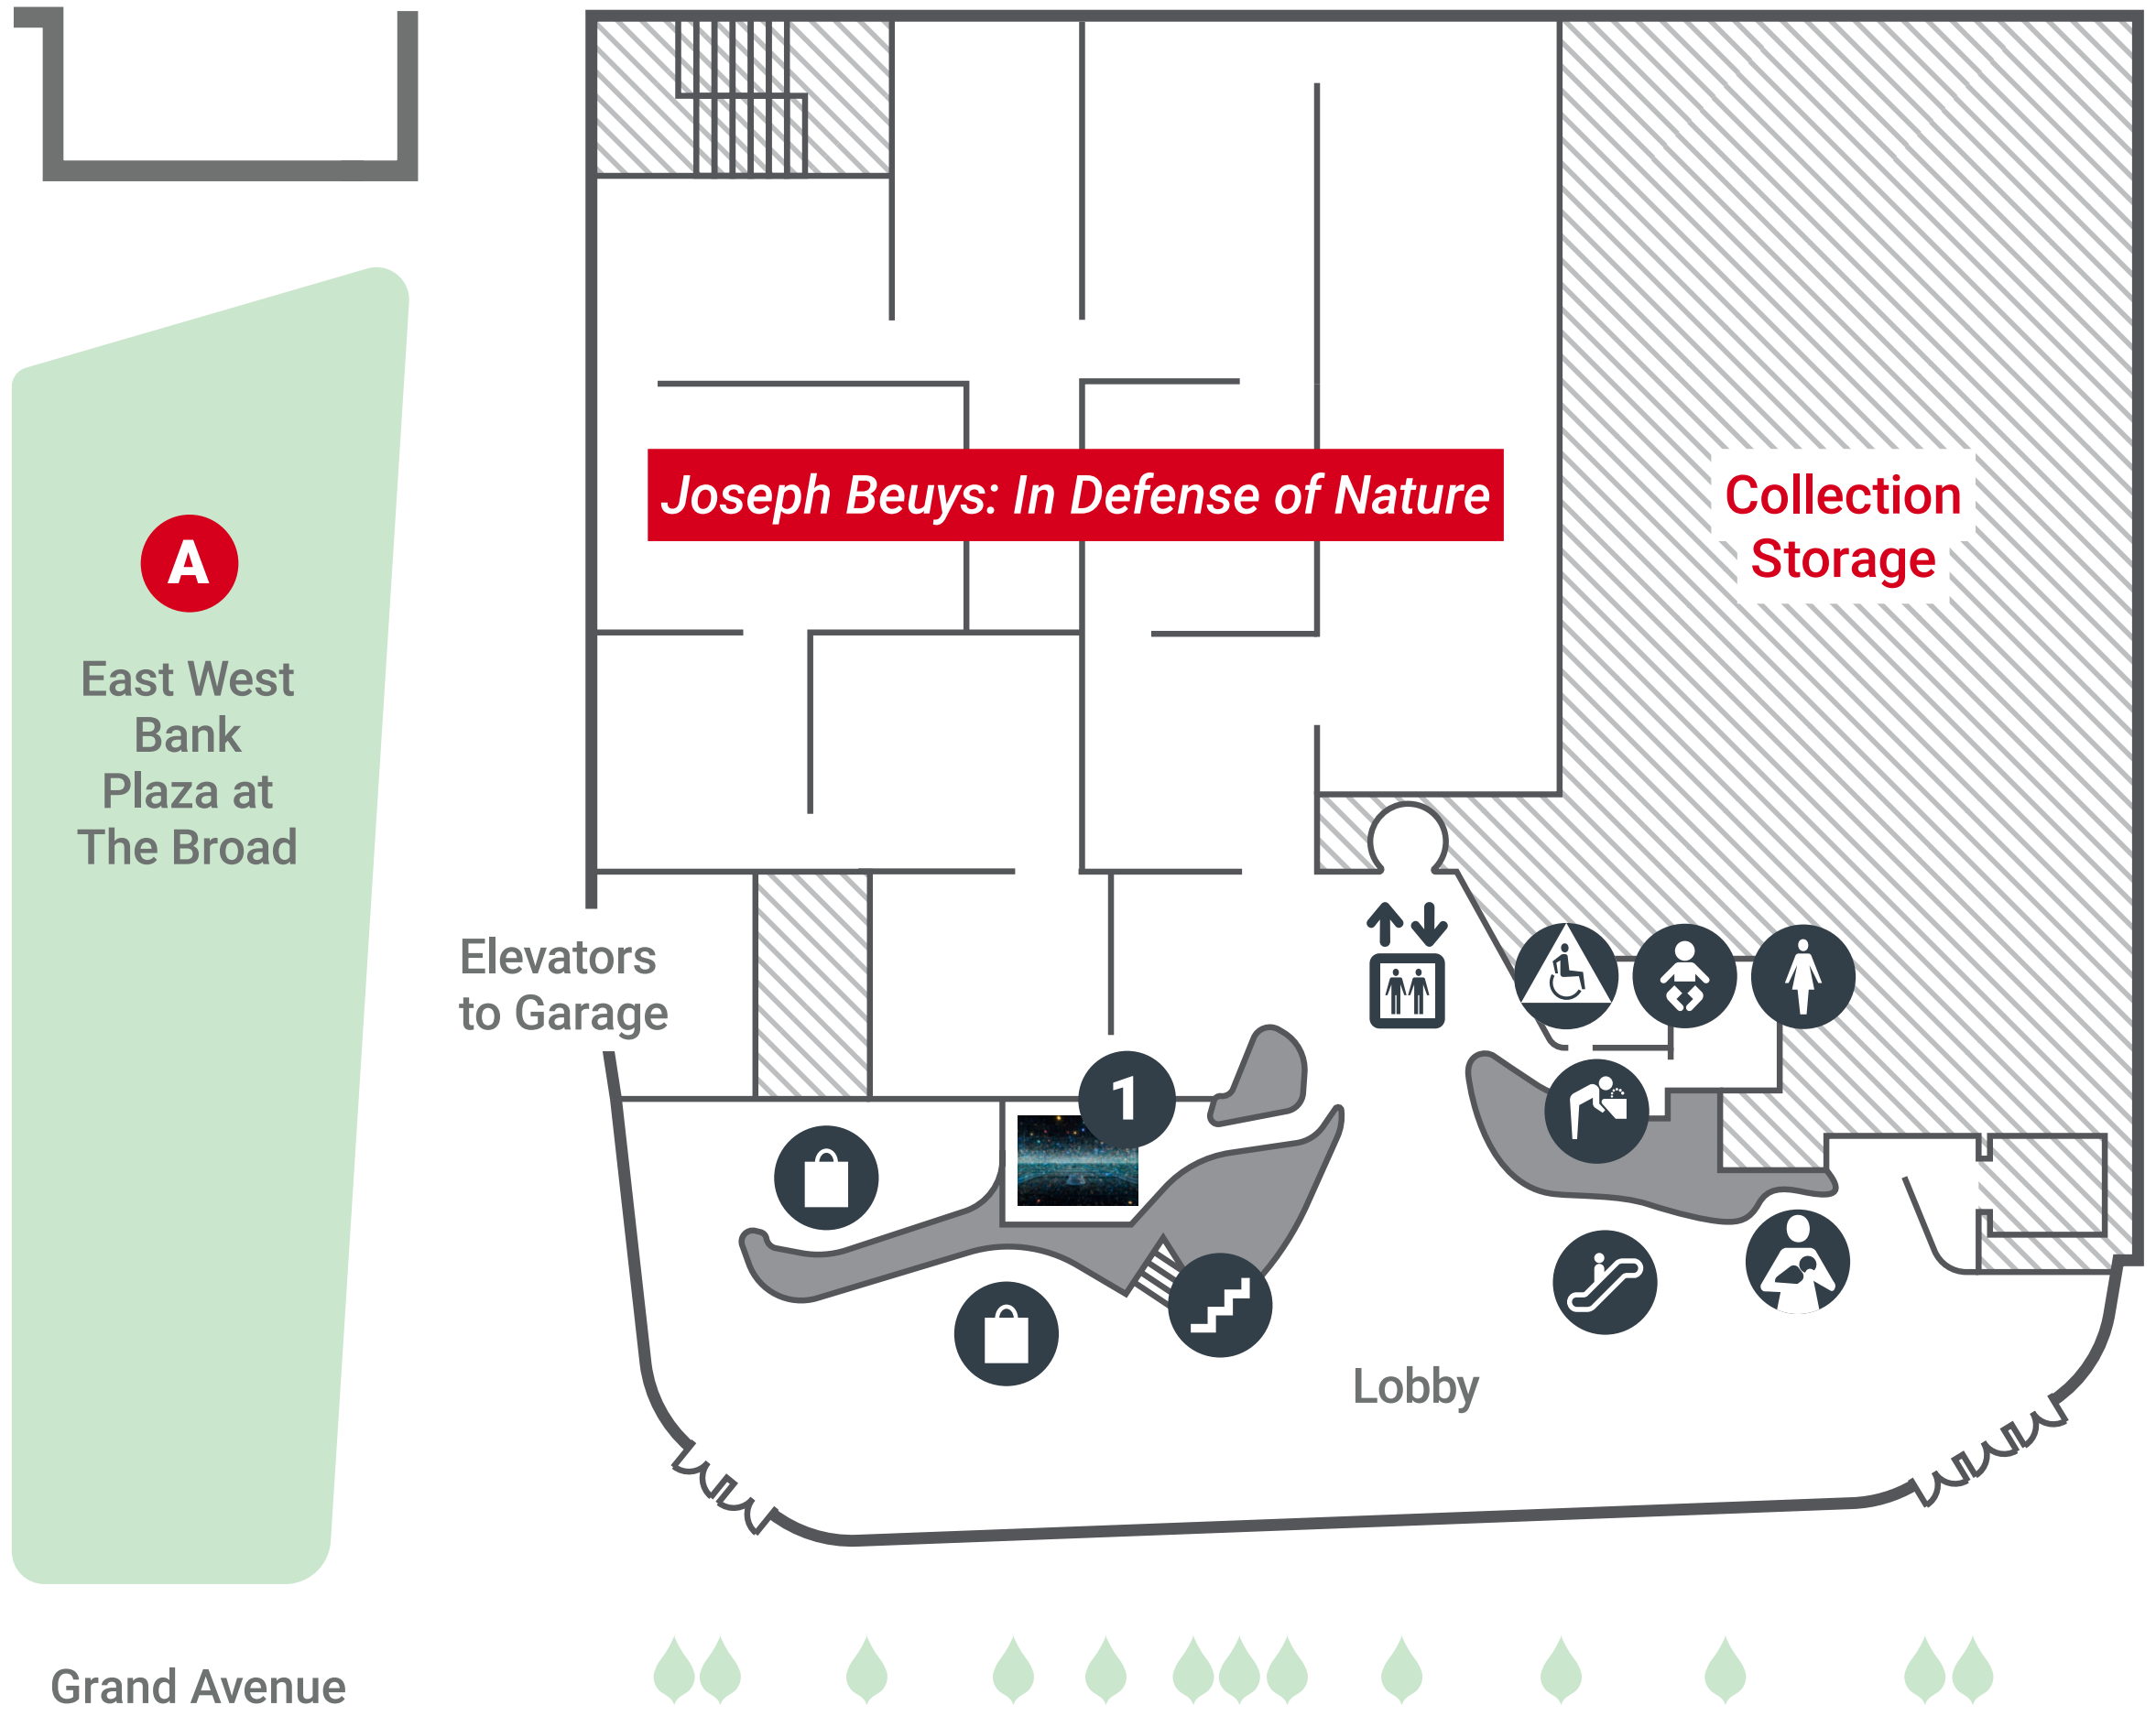 Joseph Beuys: In Defense of Nature
Collection
Storage
A
East West
Bank
Plaza at
The Broad
Elevators
to Garage
1
Lobby
Grand Avenue